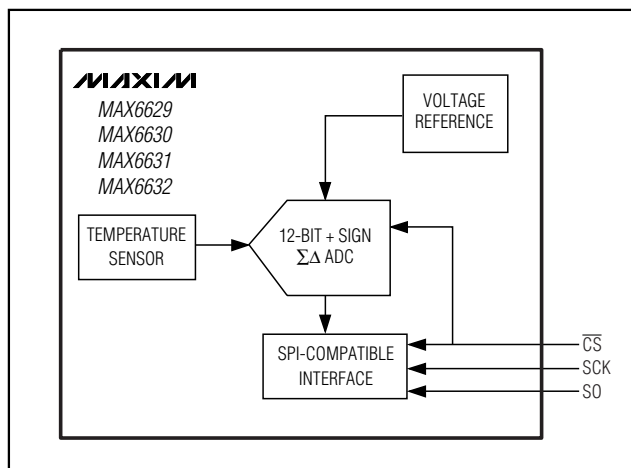 MAXIM
MAX6629
MAX6630
MAX6631
MAX6632
VOLTAGE
REFERENCE
TEMPERATURE
SENSOR
12-BIT + SIGN
ΣΔ ADC
SPI-COMPATIBLE
INTERFACE
C̅S̅
SCK
SO